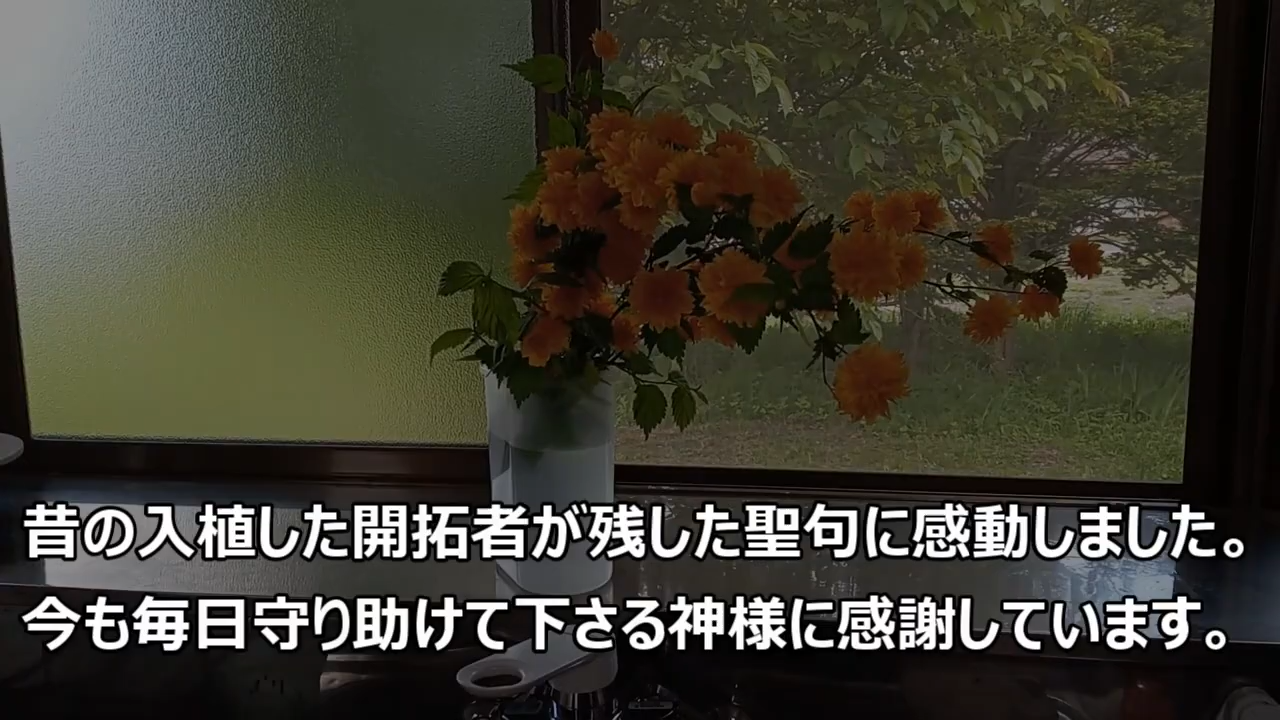 昔の入植した開拓者が残した聖句に感動しました。
今も毎日守り助けて下さる神様に感謝しています。